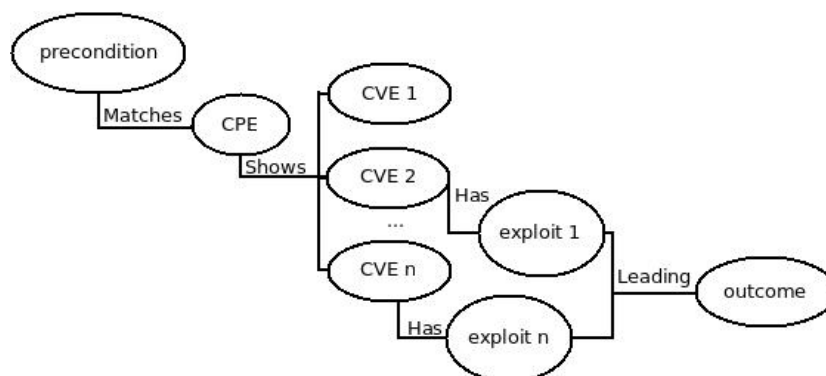 precondition
Matches
CPE
Shows
CVE 1
CVE 2
...
CVE n
Has
exploit 1
Has
exploit n
Leading
outcome